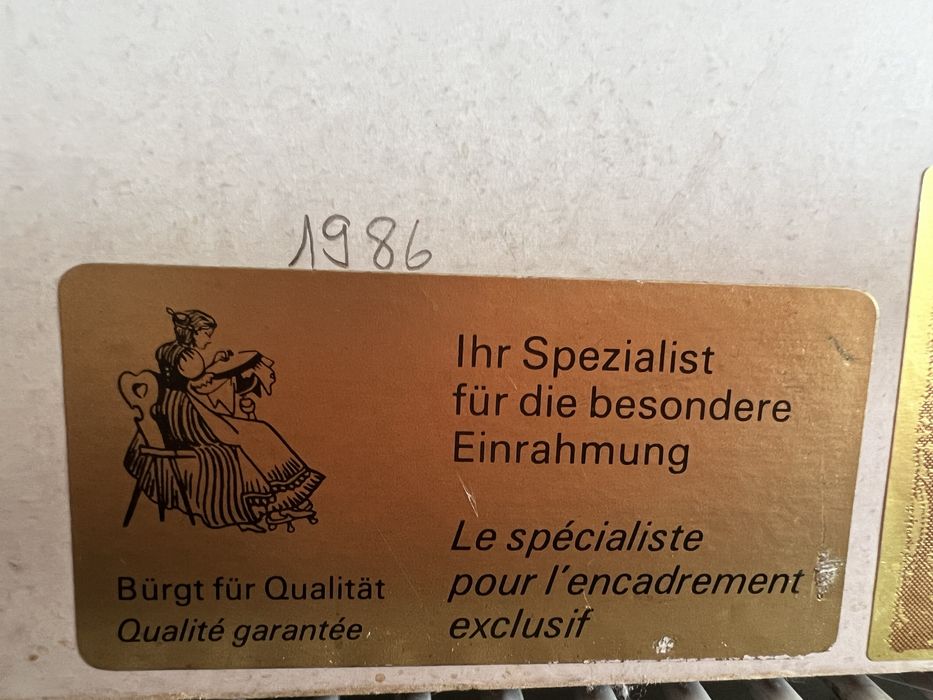 1986
Ihr Spezialist
für die besondere
Einrahmung
Le spécialiste
pour l'encadrement
exclusif
Bürgt für Qualität
Qualité garantée